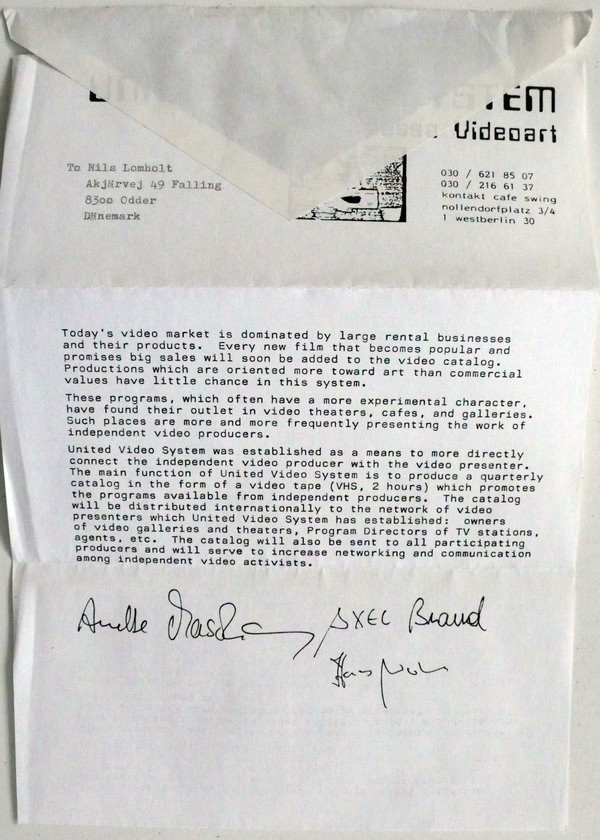 SYSTEM
Videoart
To Nils Lomholt
Akjärvej 49 Falling
8300 Odder
Dänemark
030 / 621 85 07
030 / 216 61 37
kontakt cafe swing
nollendorfplatz 3/4
1 westberlin 30
Today's video market is dominated by large rental businesses
and their products. Every new film that becomes popular and
promises big sales will soon be added to the video catalog.
Productions which are oriented more toward art than commercial
values have little chance in this system.
These programs, which often have a more experimental character,
have found their outlet in video theaters, cafes, and galleries.
Such places are more and more frequently presenting the work of
independent video producers.
United Video System was established as a means to more directly
connect the independent video producer with the video presenter.
The main function of United Video System is to produce a quarterly
catalog in the form of a video tape (VHS, 2 hours) which promotes
the programs available from independent producers. The catalog
will be distributed internationally to the network of video
presenters which United Video System has established: owners
of video galleries and theaters, Program Directors of TV stations,
agents, etc. The catalog will also be sent to all participating
producers and will serve to increase networking and communication
among independent video activists.
AXEL Brand